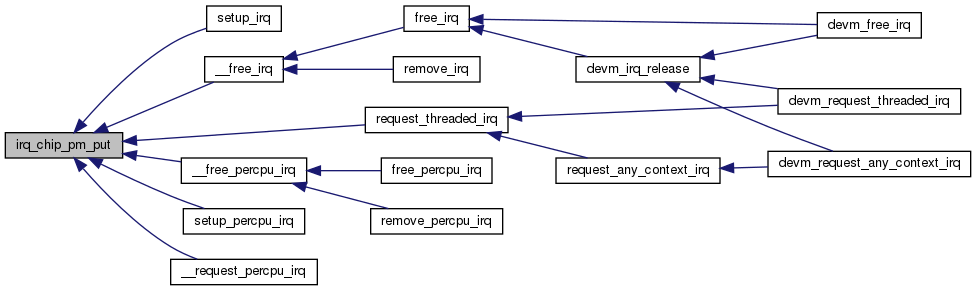 irq_chip_pm_put
setup_irq
__free_irq
request_threaded_irq
__free_percpu_irq
setup_percpu_irq
__request_percpu_irq
free_irq
remove_irq
free_percpu_irq
remove_percpu_irq
devm_irq_release
request_any_context_irq
devm_free_irq
devm_request_threaded_irq
devm_request_any_context_irq